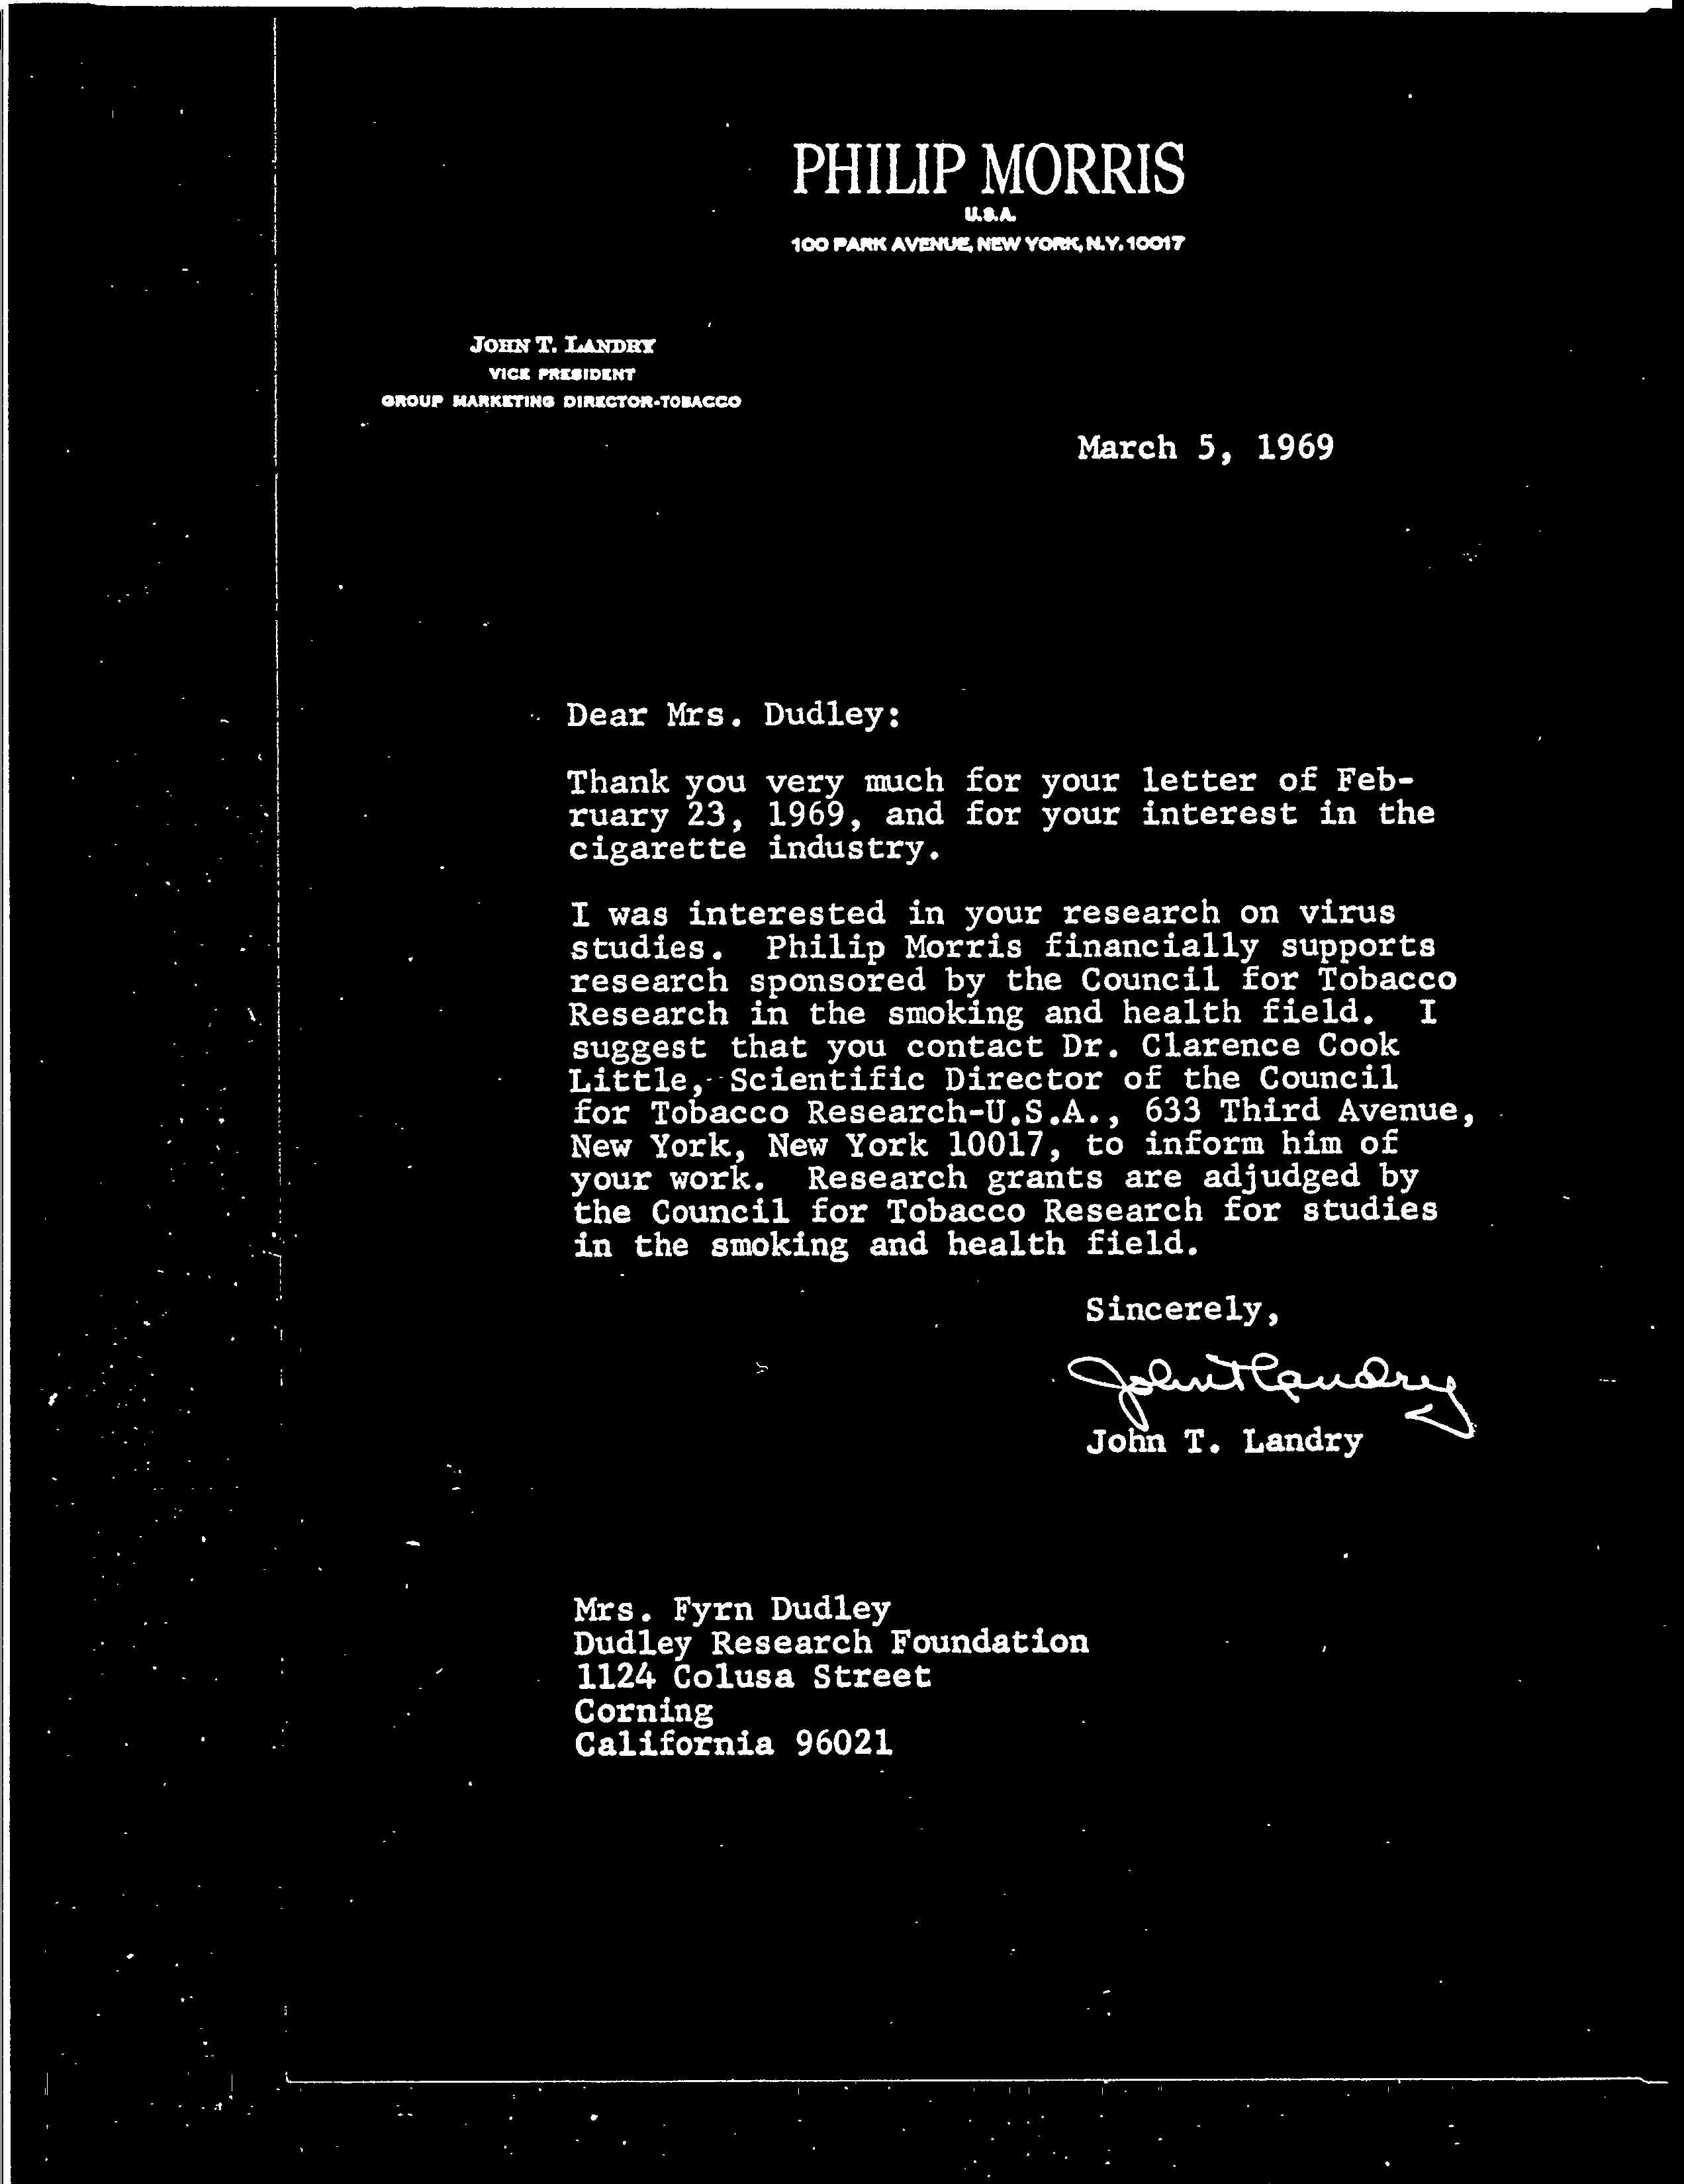 PHILIP MORRIS
U.S.A.
100 PARK AVENUE, NEW YORK, N.Y. 10017
JOHN T. LANDRY
VICE PRESIDENT
GROUP MARKETING DIRECTOR-TOBACCO
March 5, 1969
Dear Mrs. Dudley:
Thank you very much for your letter of Feb-
ruary 23, 1969, and for your interest in the
cigarette industry.
I was interested in your research on virus
studies. Philip Morris financially supports
research sponsored by the Council for Tobacco
Research in the smoking and health field. I
suggest that you contact Dr. Clarence Cook
Little, Scientific Director of the Council
for Tobacco Research-U.S.A., 633 Third Avenue,
New York, New York 10017, to inform him of
your work. Research grants are adjudged by
the Council for Tobacco Research for studies
in the smoking and health field.
Sincerely,
John T Landry
John T. Landry
Mrs. Fyrn Dudley
Dudley Research Foundation
1124 Colusa Street
Corning
California 96021